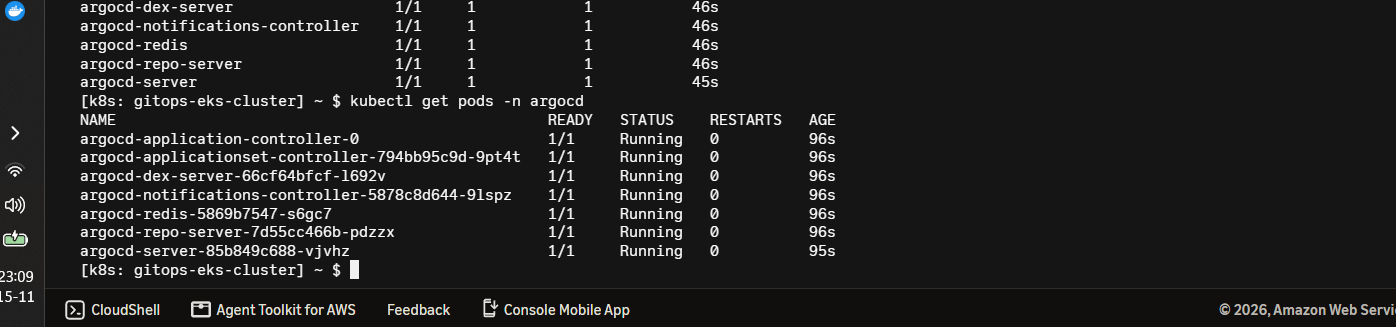 argocd-dex-server 1/1 1 1 46s
argocd-notifications-controller 1/1 1 1 46s
argocd-redis 1/1 1 1 46s
argocd-repo-server 1/1 1 1 46s
argocd-server 1/1 1 1 45s
[k8s: gitops-eks-cluster] ~ $ kubectl get pods -n argocd
NAME READY STATUS RESTARTS AGE
argocd-application-controller-0 1/1 Running 0 96s
argocd-applicationset-controller-794bb95c9d-9pt4t 1/1 Running 0 96s
argocd-dex-server-66cf64bfcf-l692v 1/1 Running 0 96s
argocd-notifications-controller-5878c8d644-9lspz 1/1 Running 0 96s
argocd-redis-5869b7547-s6gc7 1/1 Running 0 96s
argocd-repo-server-7d55cc466b-pdzzx 1/1 Running 0 96s
argocd-server-85b849c688-vjvhz 1/1 Running 0 95s
[k8s: gitops-eks-cluster] ~ $
23:09
15-11
CloudShell Agent Toolkit for AWS Feedback Console Mobile App © 2026, Amazon Web